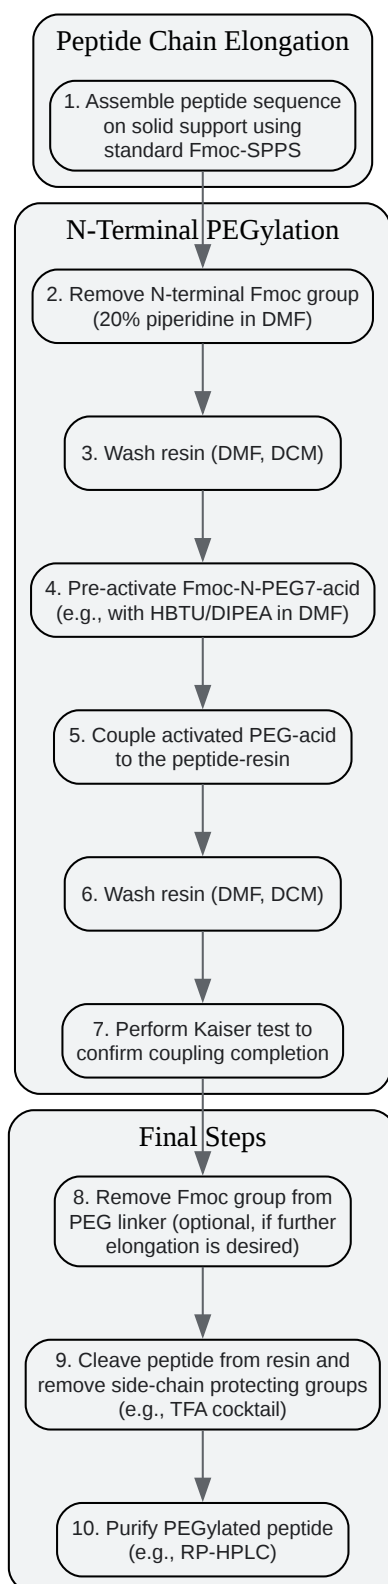 Peptide Chain Elongation
1. Assemble peptide sequence
on solid support using
standard Fmoc-SPPS
N-Terminal PEGylation
2. Remove N-terminal Fmoc group
(20% piperidine in DMF)
3. Wash resin (DMF, DCM)
4. Pre-activate Fmoc-N-PEG7-acid
(e.g., with HBTU/DIPEA in DMF)
5. Couple activated PEG-acid
to the peptide-resin
6. Wash resin (DMF, DCM)
7. Perform Kaiser test to
confirm coupling completion
Final Steps
8. Remove Fmoc group from
PEG linker (optional, if further
elongation is desired)
9. Cleave peptide from resin and
remove side-chain protecting groups
(e.g., TFA cocktail)
10. Purify PEGylated peptide
(e.g., RP-HPLC)